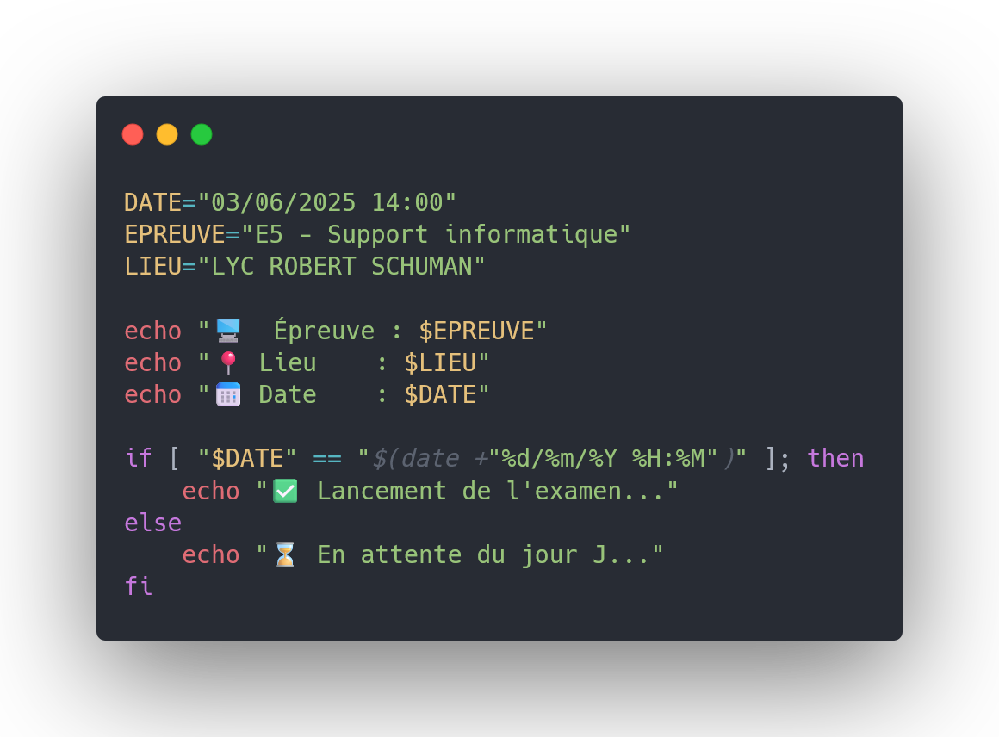 DATE="03/06/2025 14:00"
EPREUVE="E5 - Support informatique"
LIEU="LYC ROBERT SCHUMAN"
echo "🖥️  Épreuve : $EPREUVE"
echo "📍 Lieu    : $LIEU"
echo "📅 Date    : $DATE"
if [ "$DATE" == "$(date +"%d/%m/%Y %H:%M")" ]; then
    echo "✅ Lancement de l'examen..."
else
    echo "⏳ En attente du jour J..."
fi